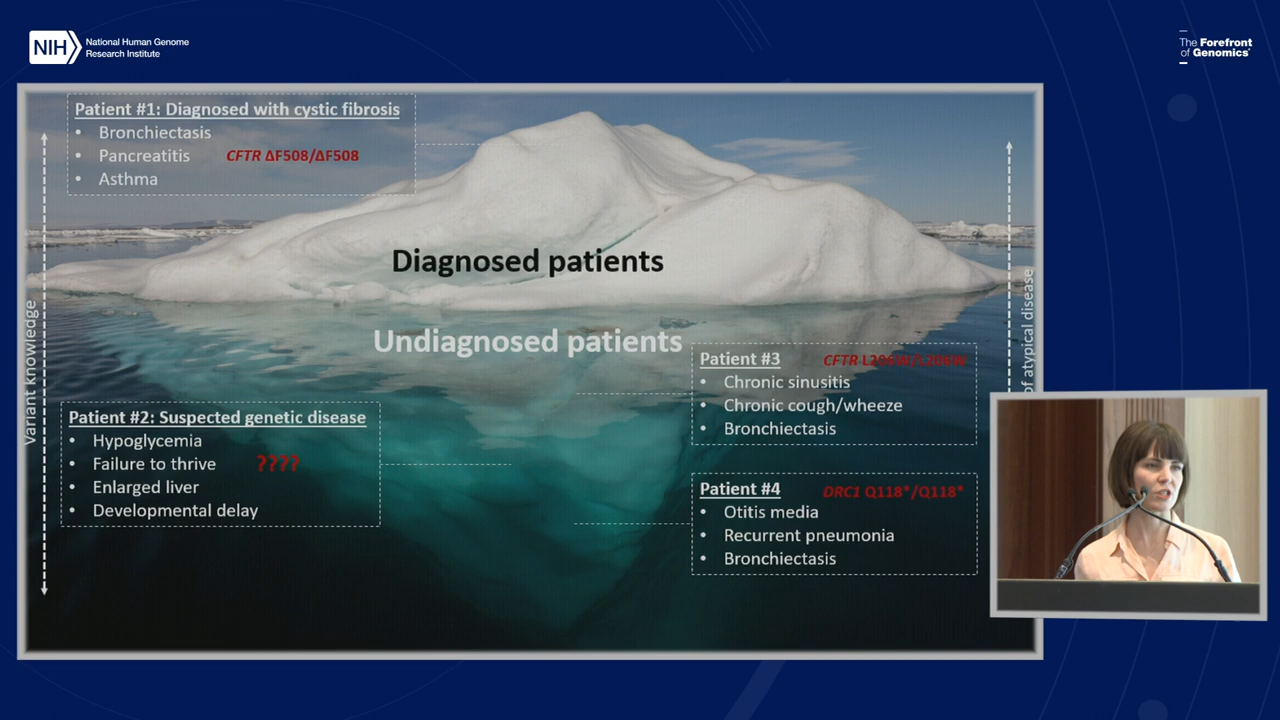 NIH
National Human Genome
Research Institute
The Forefront
of Genomics
Patient #1: Diagnosed with cystic fibrosis
• Bronchiectasis
• Pancreatitis CFTR ΔF508/ΔF508
• Asthma
Diagnosed patients
Undiagnosed patients
Variant knowledge
of atypical disease
Patient #2: Suspected genetic disease
• Hypoglycemia
• Failure to thrive ????
• Enlarged liver
• Developmental delay
Patient #3 CFTR L206W/L206W
• Chronic sinusitis
• Chronic cough/wheeze
• Bronchiectasis
Patient #4 DRC1 Q118*/Q118*
• Otitis media
• Recurrent pneumonia
• Bronchiectasis